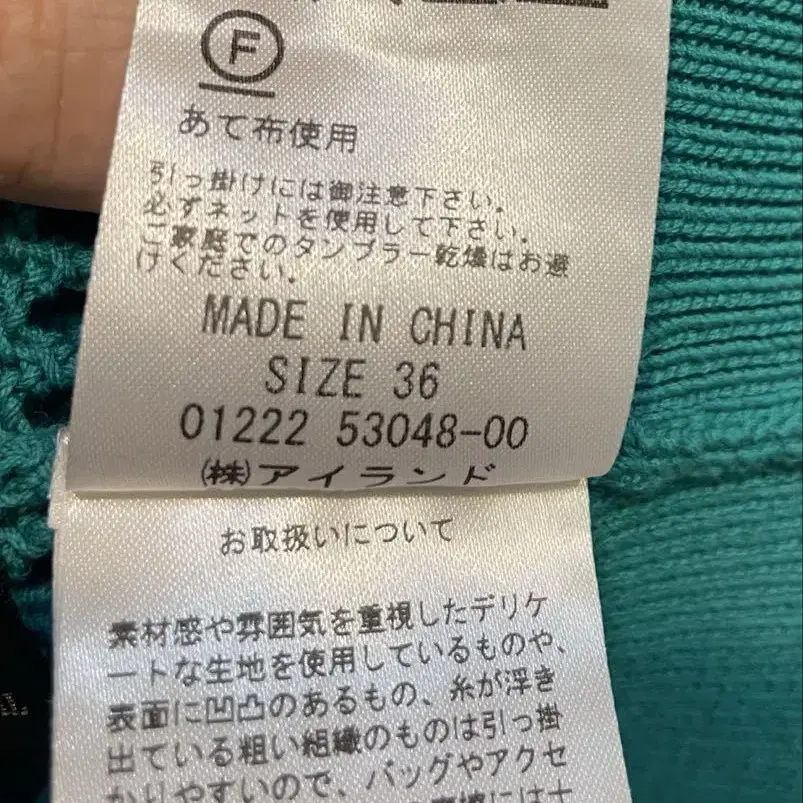 F
あて布使用
引っ掛けには御注意下さい。
必ずネットを使用して下さい。
ご家庭でのタンブラー乾燥はお避
けください。
MADE IN CHINA
SIZE 36
01222 53048-00
(株)アイランド
お取扱いについて
素材感や雰囲気を重視したデリケ
ートな生地を使用しているものや、
表面に凹凸のあるもの、糸が浮き
出ている粗い組織のものは引っ掛
かりやすいので、バッグやアクセ